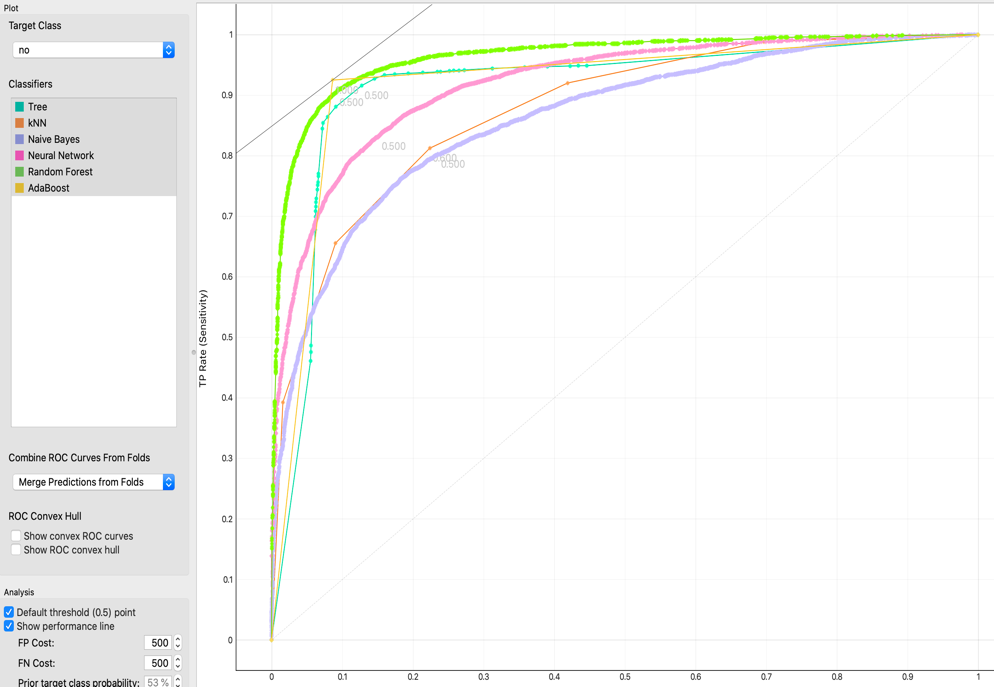 Plot
Target Class
no
Classifiers
Tree
kNN
Naive Bayes
Neural Network
Random Forest
AdaBoost
Combine ROC Curves From Folds
Merge Predictions from Folds
ROC Convex Hull
Show convex ROC curves
Show ROC convex hull
Analysis
Default threshold (0.5) point
Show performance line
FP Cost: 500
FN Cost: 500
Prior target class probability: 53 %
TP Rate (Sensitivity)
1
0.9
0.8
0.7
0.6
0.5
0.4
0.3
0.2
0.1
0
0.500
0.500
0.500
0.500
0 0.1 0.2 0.3 0.4 0.5 0.6 0.7 0.8 0.9 1